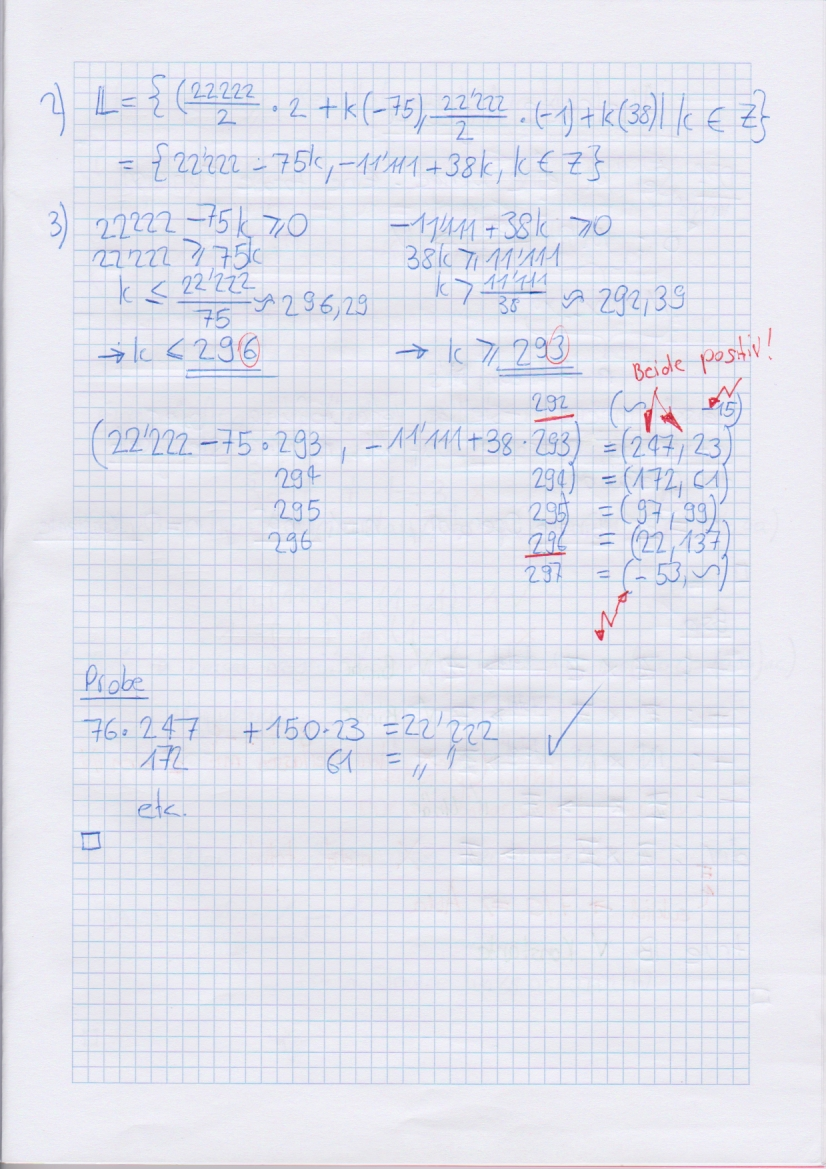 2) 𝕃 = { ( 22222/2 · 2 + k(-75), 22'222/2 · (-1) + k(38) | k ∈ Z }
= { 22'222 - 75k, -11'111 + 38k, k ∈ Z }
3) 22222 - 75k ≥ 0 -11'111 + 38k ≥ 0
22'222 ≥ 75k 38k ≥ 11'111
k ≤ 22'222/75 ≈ 296,29 k > 11'111/38 ≈ 292,39
→ k ≤ 296 → k ≥ 293 Beide positiv!
292 (~ -15)
(22'222 - 75 · 293, -11'111 + 38 · 293) = (247, 23)
294 294) = (172, 61)
295 295) = (97, 99)
296 296 = (22, 137)
297 = (-53, ~)
Probe
76 · 247 + 150 · 23 = 22'222 ✓
172 61 = „ "
etc.
□